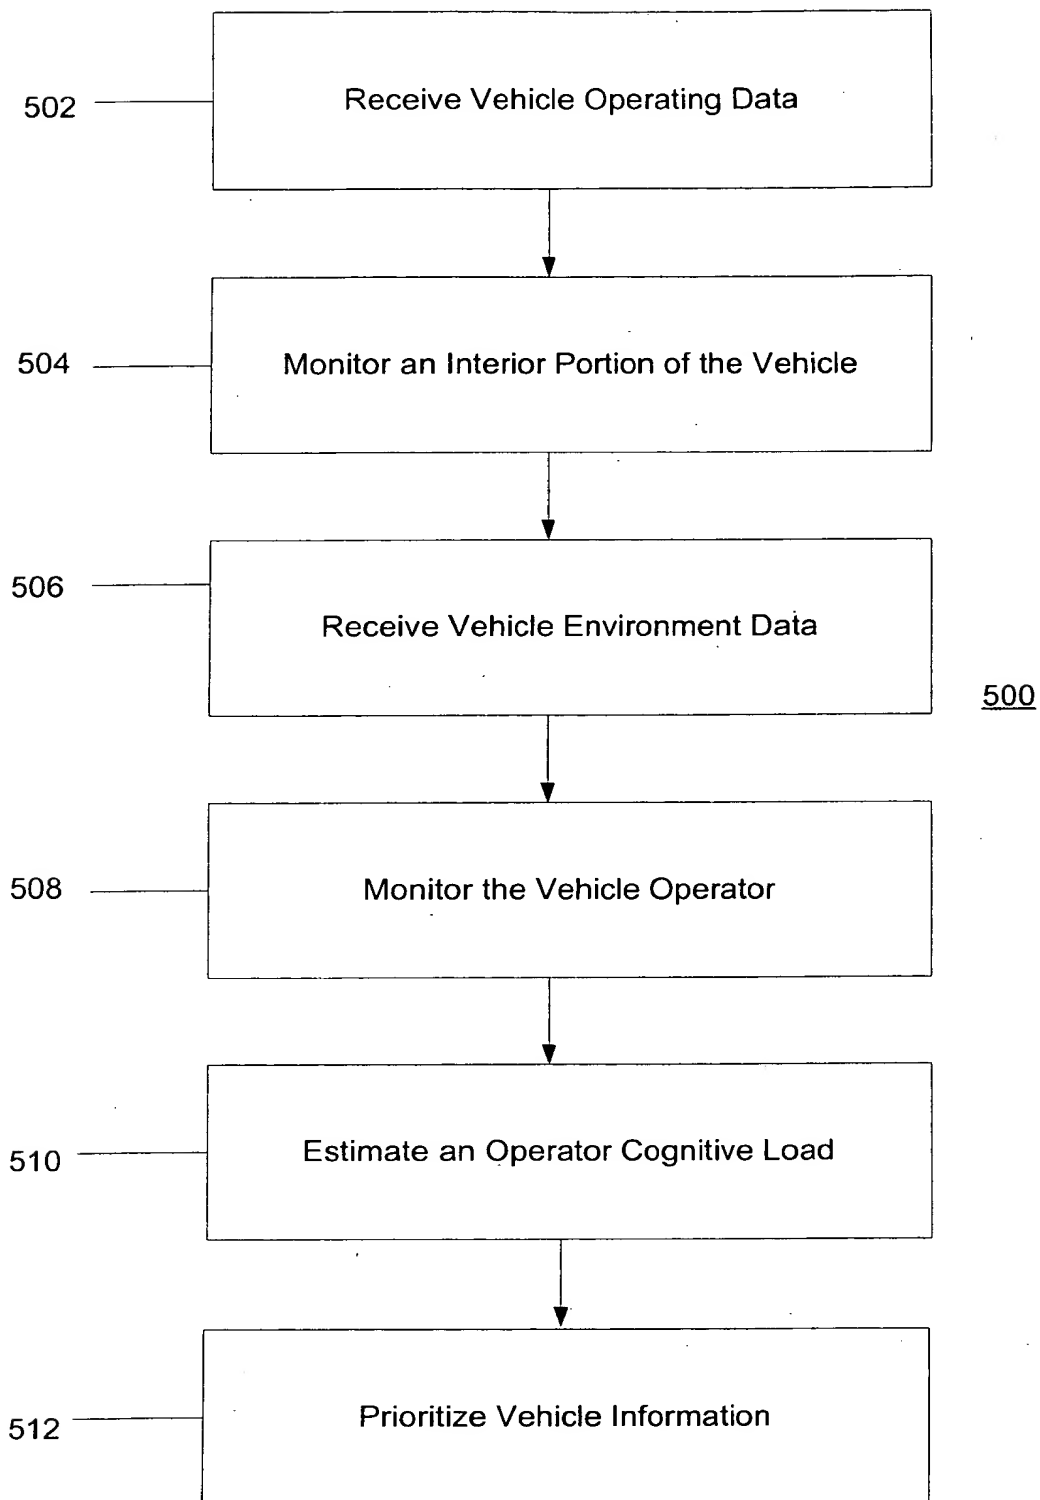 502
Receive Vehicle Operating Data
504
Monitor an Interior Portion of the Vehicle
506
Receive Vehicle Environment Data
500
508
Monitor the Vehicle Operator
510
Estimate an Operator Cognitive Load
512
Prioritize Vehicle Information